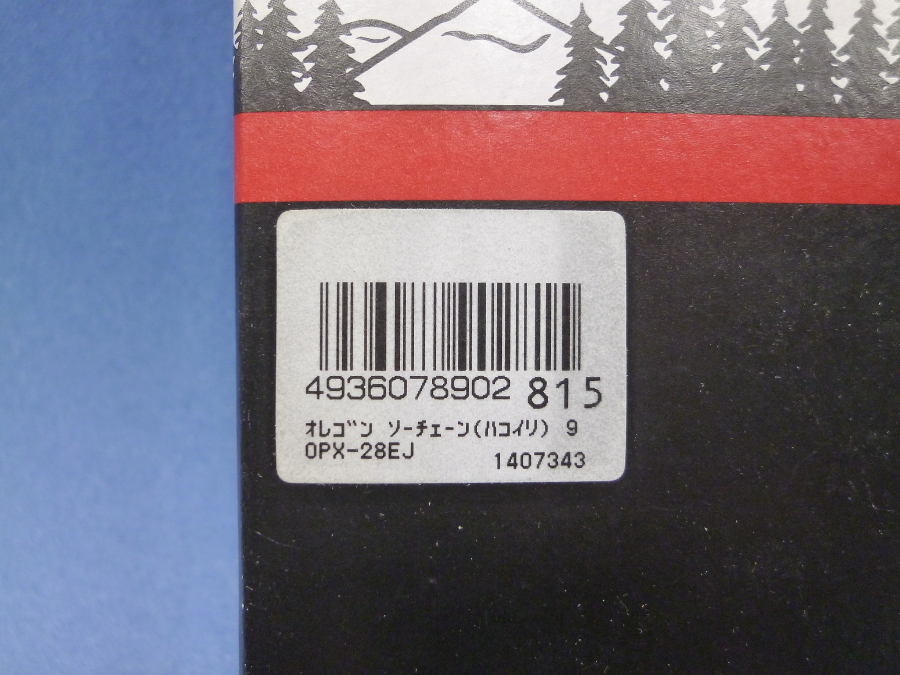 4936078902 815
ｵﾚｺﾞﾝ ｿｰﾁｪｰﾝ(ﾊｺｲﾘ) 9
0PX-28EJ 1407343